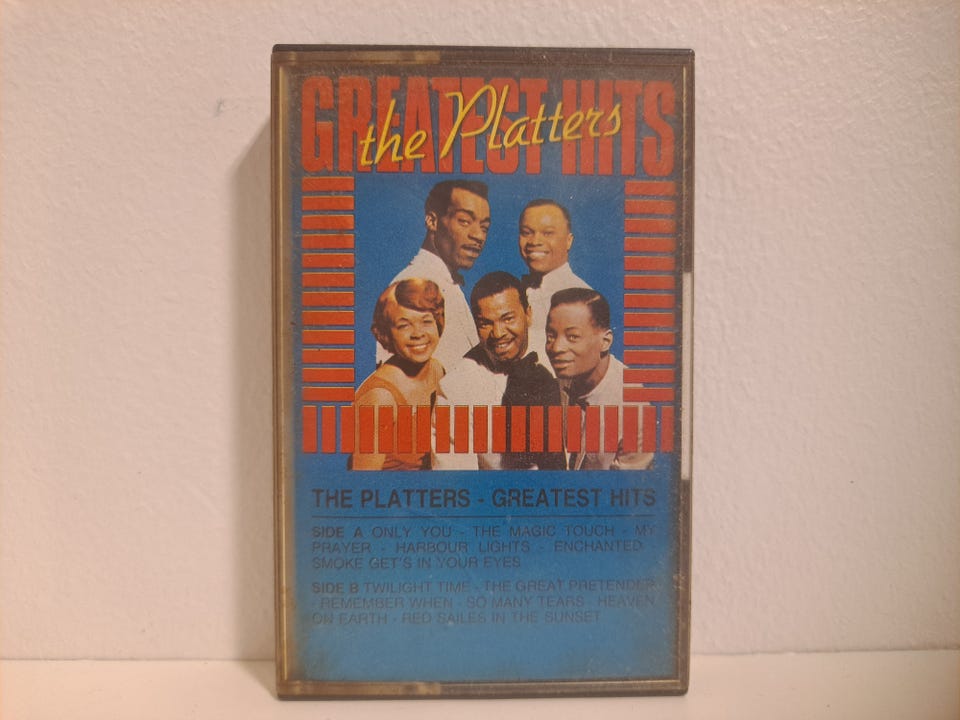 GREATEST HITS
the Platters
THE PLATTERS - GREATEST HITS
SIDE A ONLY YOU - THE MAGIC TOUCH - MY
PRAYER - HARBOUR LIGHTS - ENCHANTED -
SMOKE GET'S IN YOUR EYES
SIDE B TWILIGHT TIME - THE GREAT PRETENDER
- REMEMBER WHEN - SO MANY TEARS - HEAVEN
ON EARTH - RED SAILES IN THE SUNSET